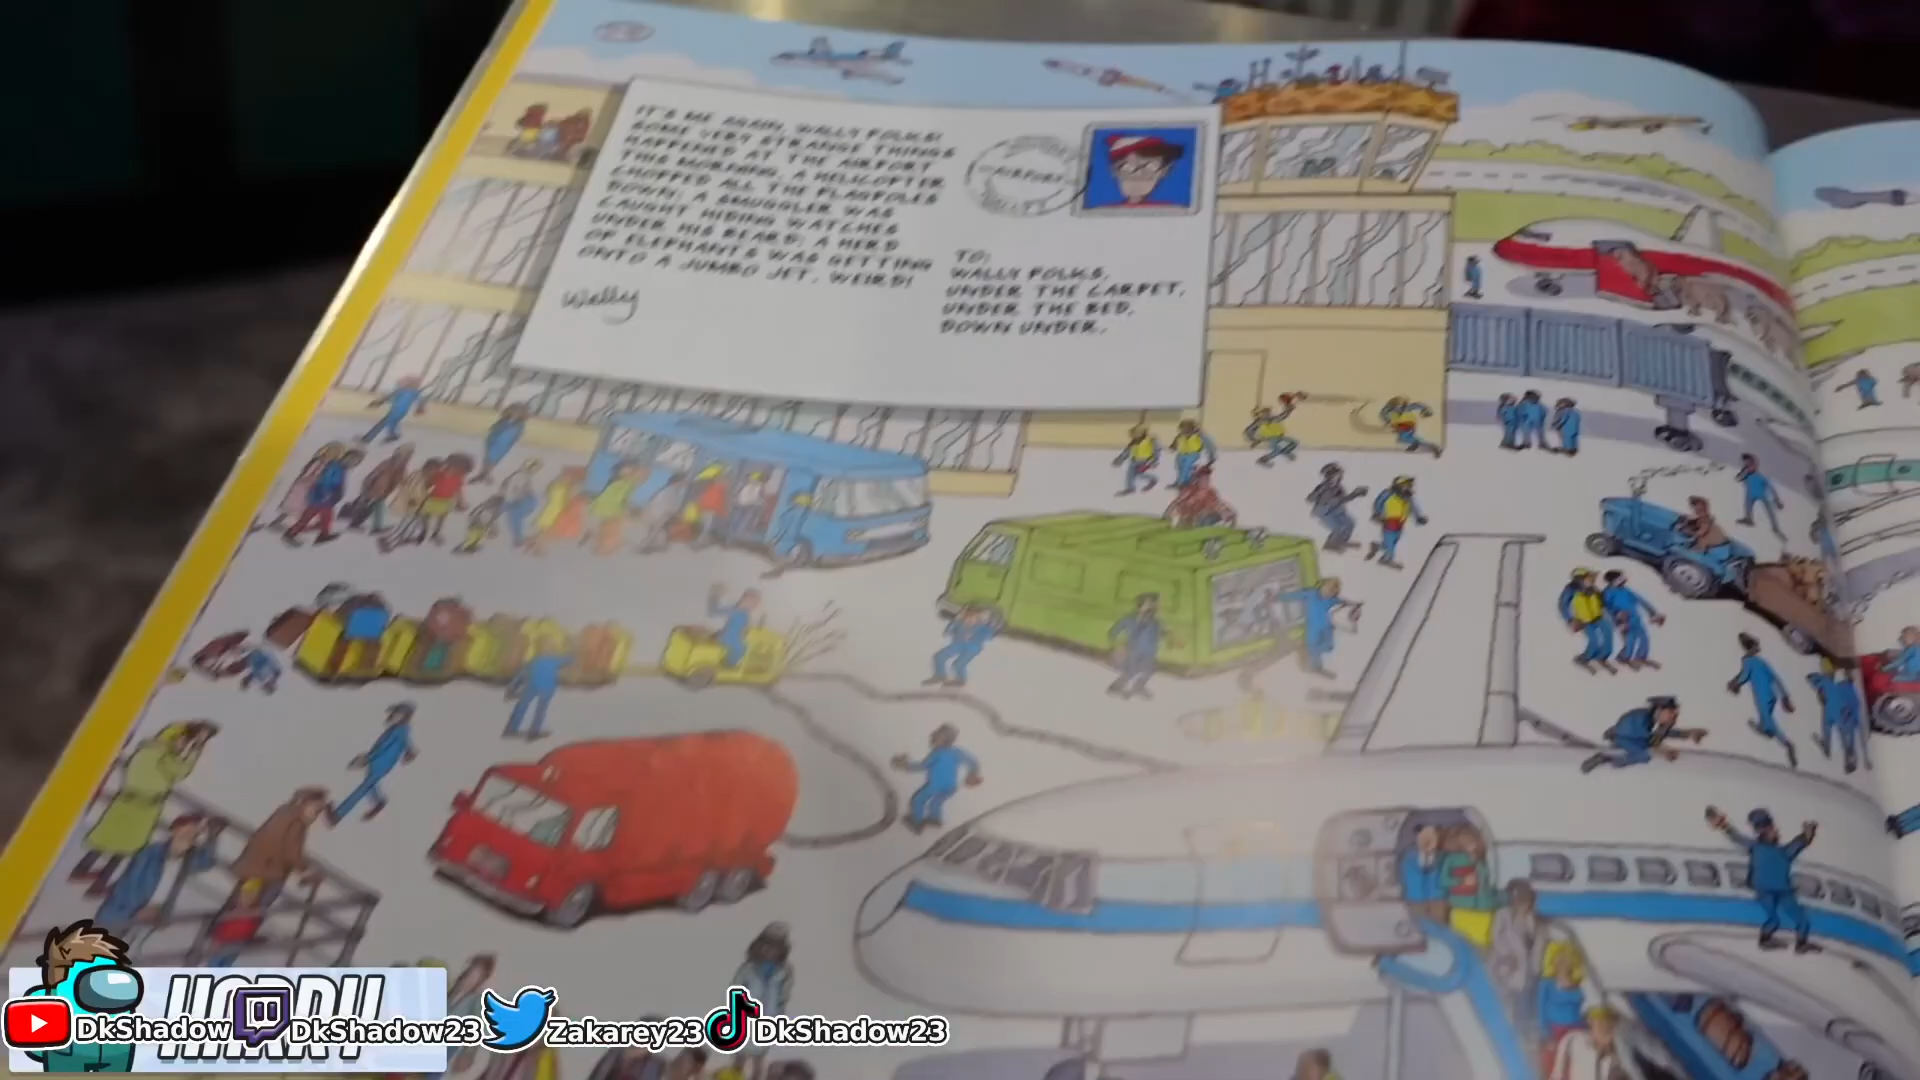 IT'S ME AGAIN, WALLY FOLKS!
SOME VERY STRANGE THINGS
HAPPENED AT THE AIRPORT
THIS MORNING. A HELICOPTER
CHOPPED ALL THE FLAGPOLES
DOWN; A SMUGGLER WAS
CAUGHT HIDING WATCHES
UNDER HIS BEARD; A HERD
OF ELEPHANTS WAS GETTING
ONTO A JUMBO JET. WEIRD!
Wally
AIRPORT
TO:
WALLY FOLKS,
UNDER THE CARPET,
UNDER THE BED,
DOWN UNDER.
HARRY
DkShadow DkShadow23 Zakarey23 DkShadow23